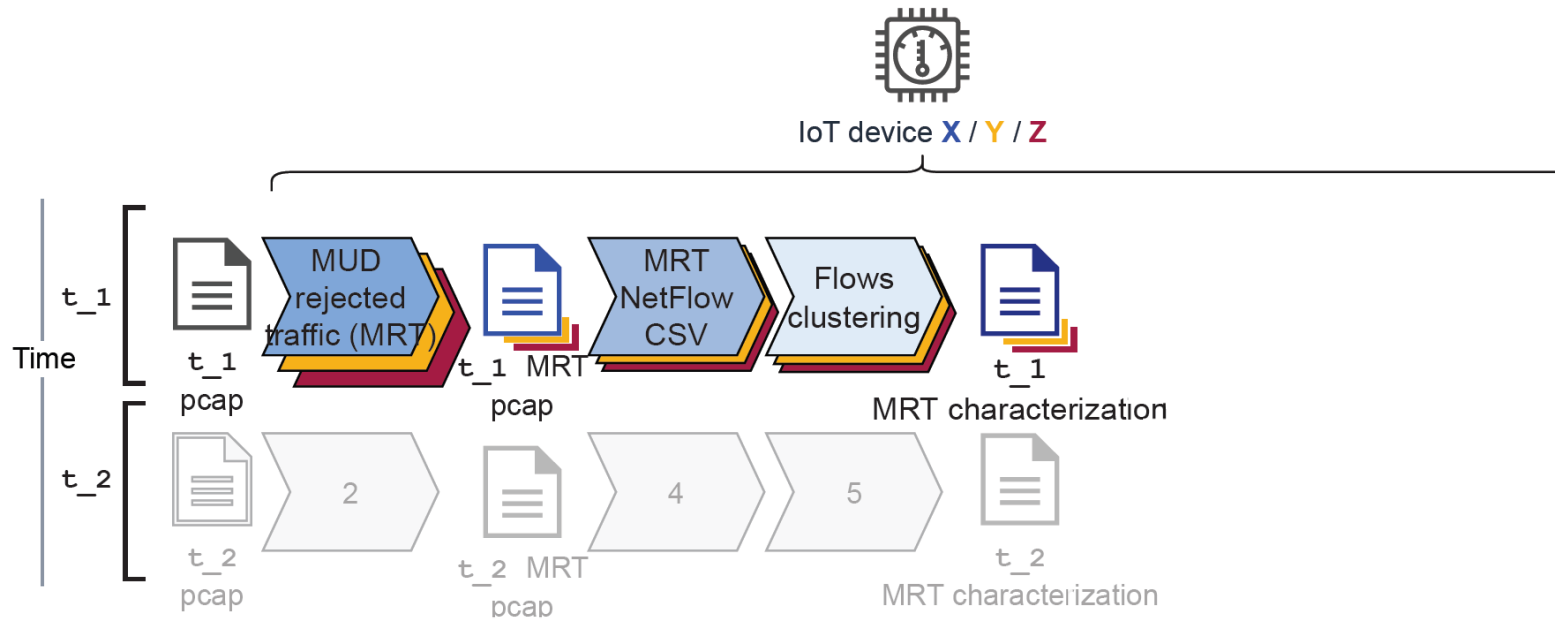 IoT device X / Y / Z
Time
t_1
t_1
pcap
MUD
rejected
traffic (MRT)
t_1 MRT
pcap
MRT
NetFlow
CSV
Flows
clustering
t_1
MRT characterization
t_2
t_2
pcap
2
t_2 MRT
pcap
4
5
t_2
MRT characterization